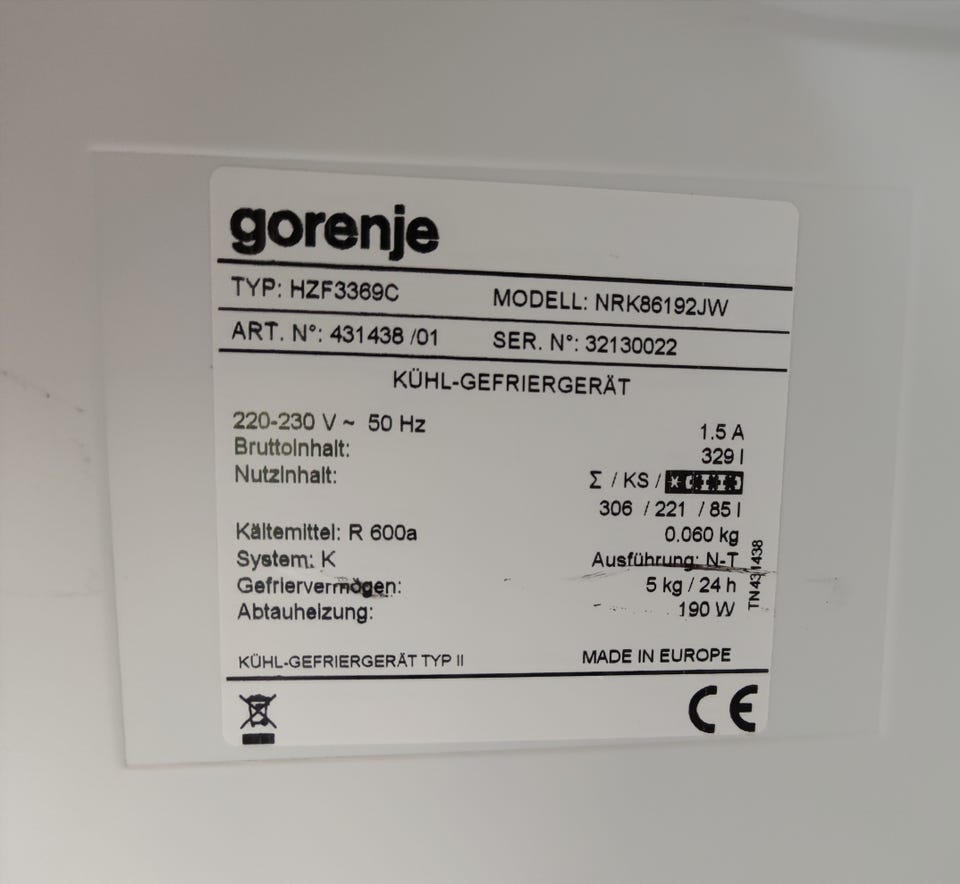 gorenje
TYP: HZF3369C MODELL: NRK86192JW
ART. N°: 431438 /01 SER. N°: 32130022
KÜHL-GEFRIERGERÄT
220-230 V ~ 50 Hz 1.5 A
Bruttoinhalt: 329 l
Nutzinhalt: Σ / KS /
306 / 221 / 85 l
Kältemittel: R 600a 0.060 kg
System: K Ausführung: N-T
Gefriervermögen: 5 kg / 24 h
Abtauheizung: 190 W
TN431438
KÜHL-GEFRIERGERÄT TYP II MADE IN EUROPE
CE